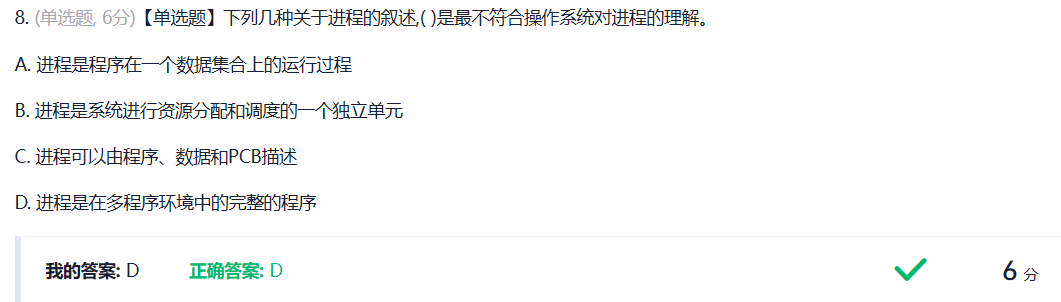 8. (单选题, 6分)【单选题】下列几种关于进程的叙述,( )是最不符合操作系统对进程的理解。
A. 进程是程序在一个数据集合上的运行过程
B. 进程是系统进行资源分配和调度的一个独立单元
C. 进程可以由程序、数据和PCB描述
D. 进程是在多程序环境中的完整的程序
我的答案: D 正确答案: D 6 分